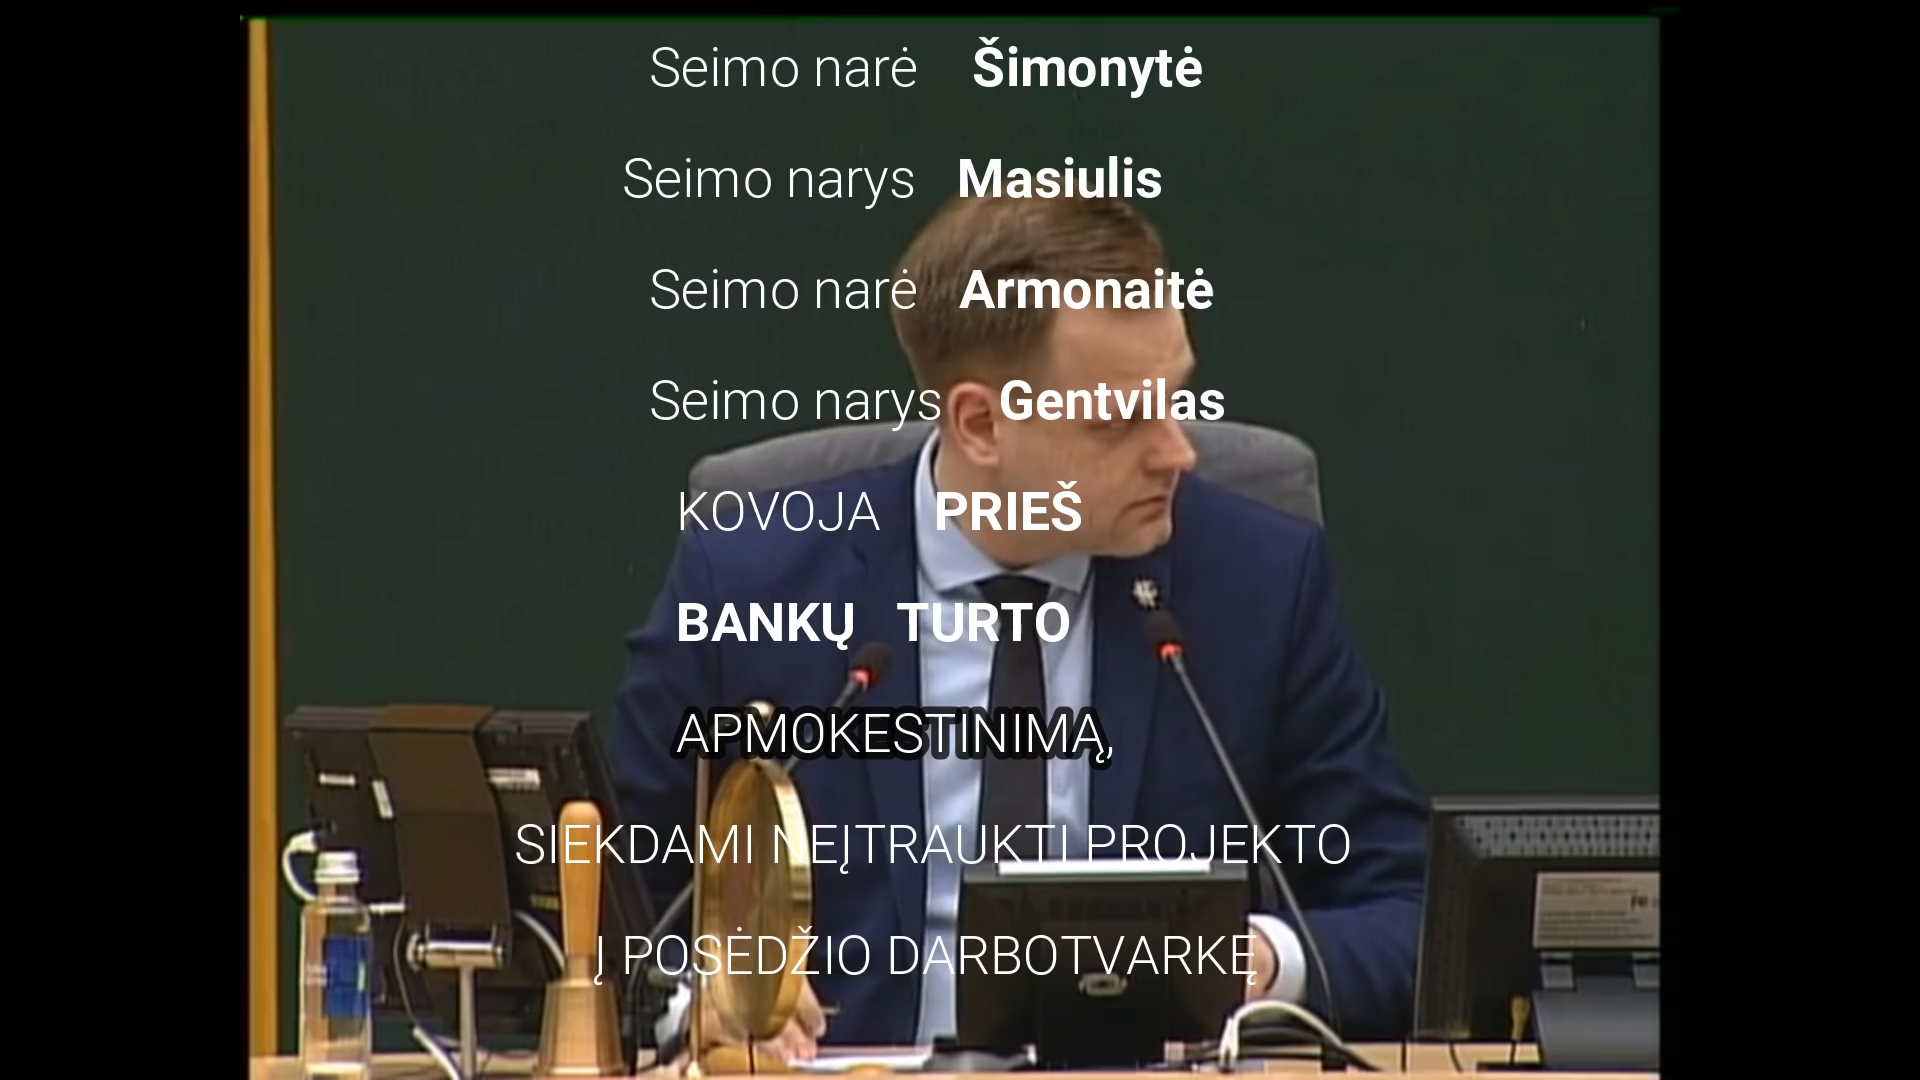 Seimo narė Šimonytė
Seimo narys Masiulis
Seimo narė Armonaitė
Seimo narys Gentvilas
KOVOJA PRIEŠ
BANKŲ TURTO
APMOKESTINIMĄ,
SIEKDAMI NEĮTRAUKTI PROJEKTO
Į POSĖDŽIO DARBOTVARKĘ